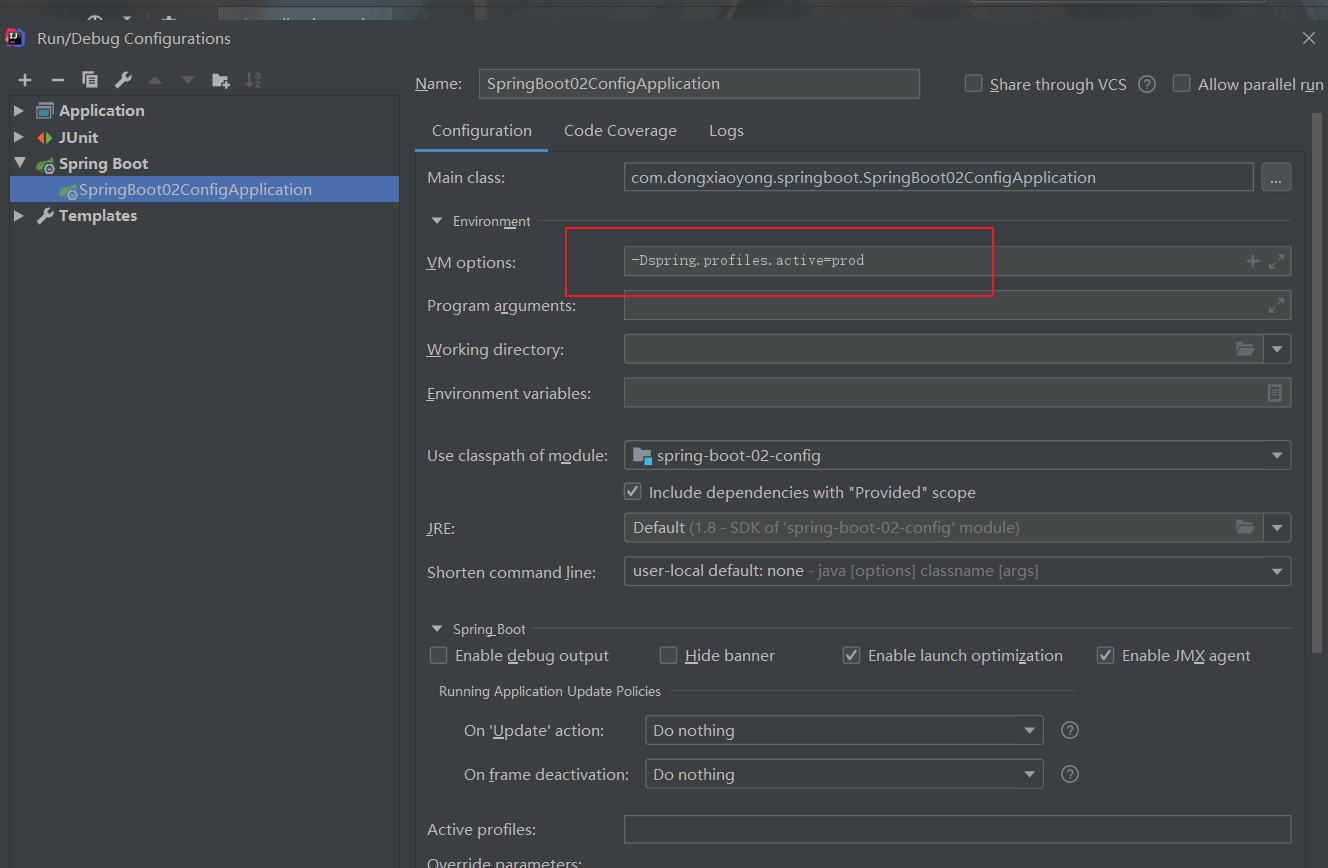 Run/Debug Configurations
Application
JUnit
Spring Boot
SpringBoot02ConfigApplication
Templates
Name: SpringBoot02ConfigApplication
Share through VCS ? Allow parallel run
Configuration Code Coverage Logs
Main class: com.dongxiaoyong.springboot.SpringBoot02ConfigApplication ...
Environment
VM options: -Dspring.profiles.active=prod
Program arguments:
Working directory:
Environment variables:
Use classpath of module: spring-boot-02-config
Include dependencies with "Provided" scope
JRE: Default (1.8 - SDK of 'spring-boot-02-config' module)
Shorten command line: user-local default: none - java [options] classname [args]
Spring Boot
Enable debug output Hide banner Enable launch optimization Enable JMX agent
Running Application Update Policies
On 'Update' action: Do nothing ?
On frame deactivation: Do nothing ?
Active profiles:
Override parameters: